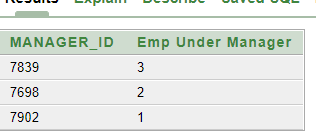 Results Explain Describe Saved SQL
MANAGER_ID Emp Under Manager
7839 3
7698 2
7902 1